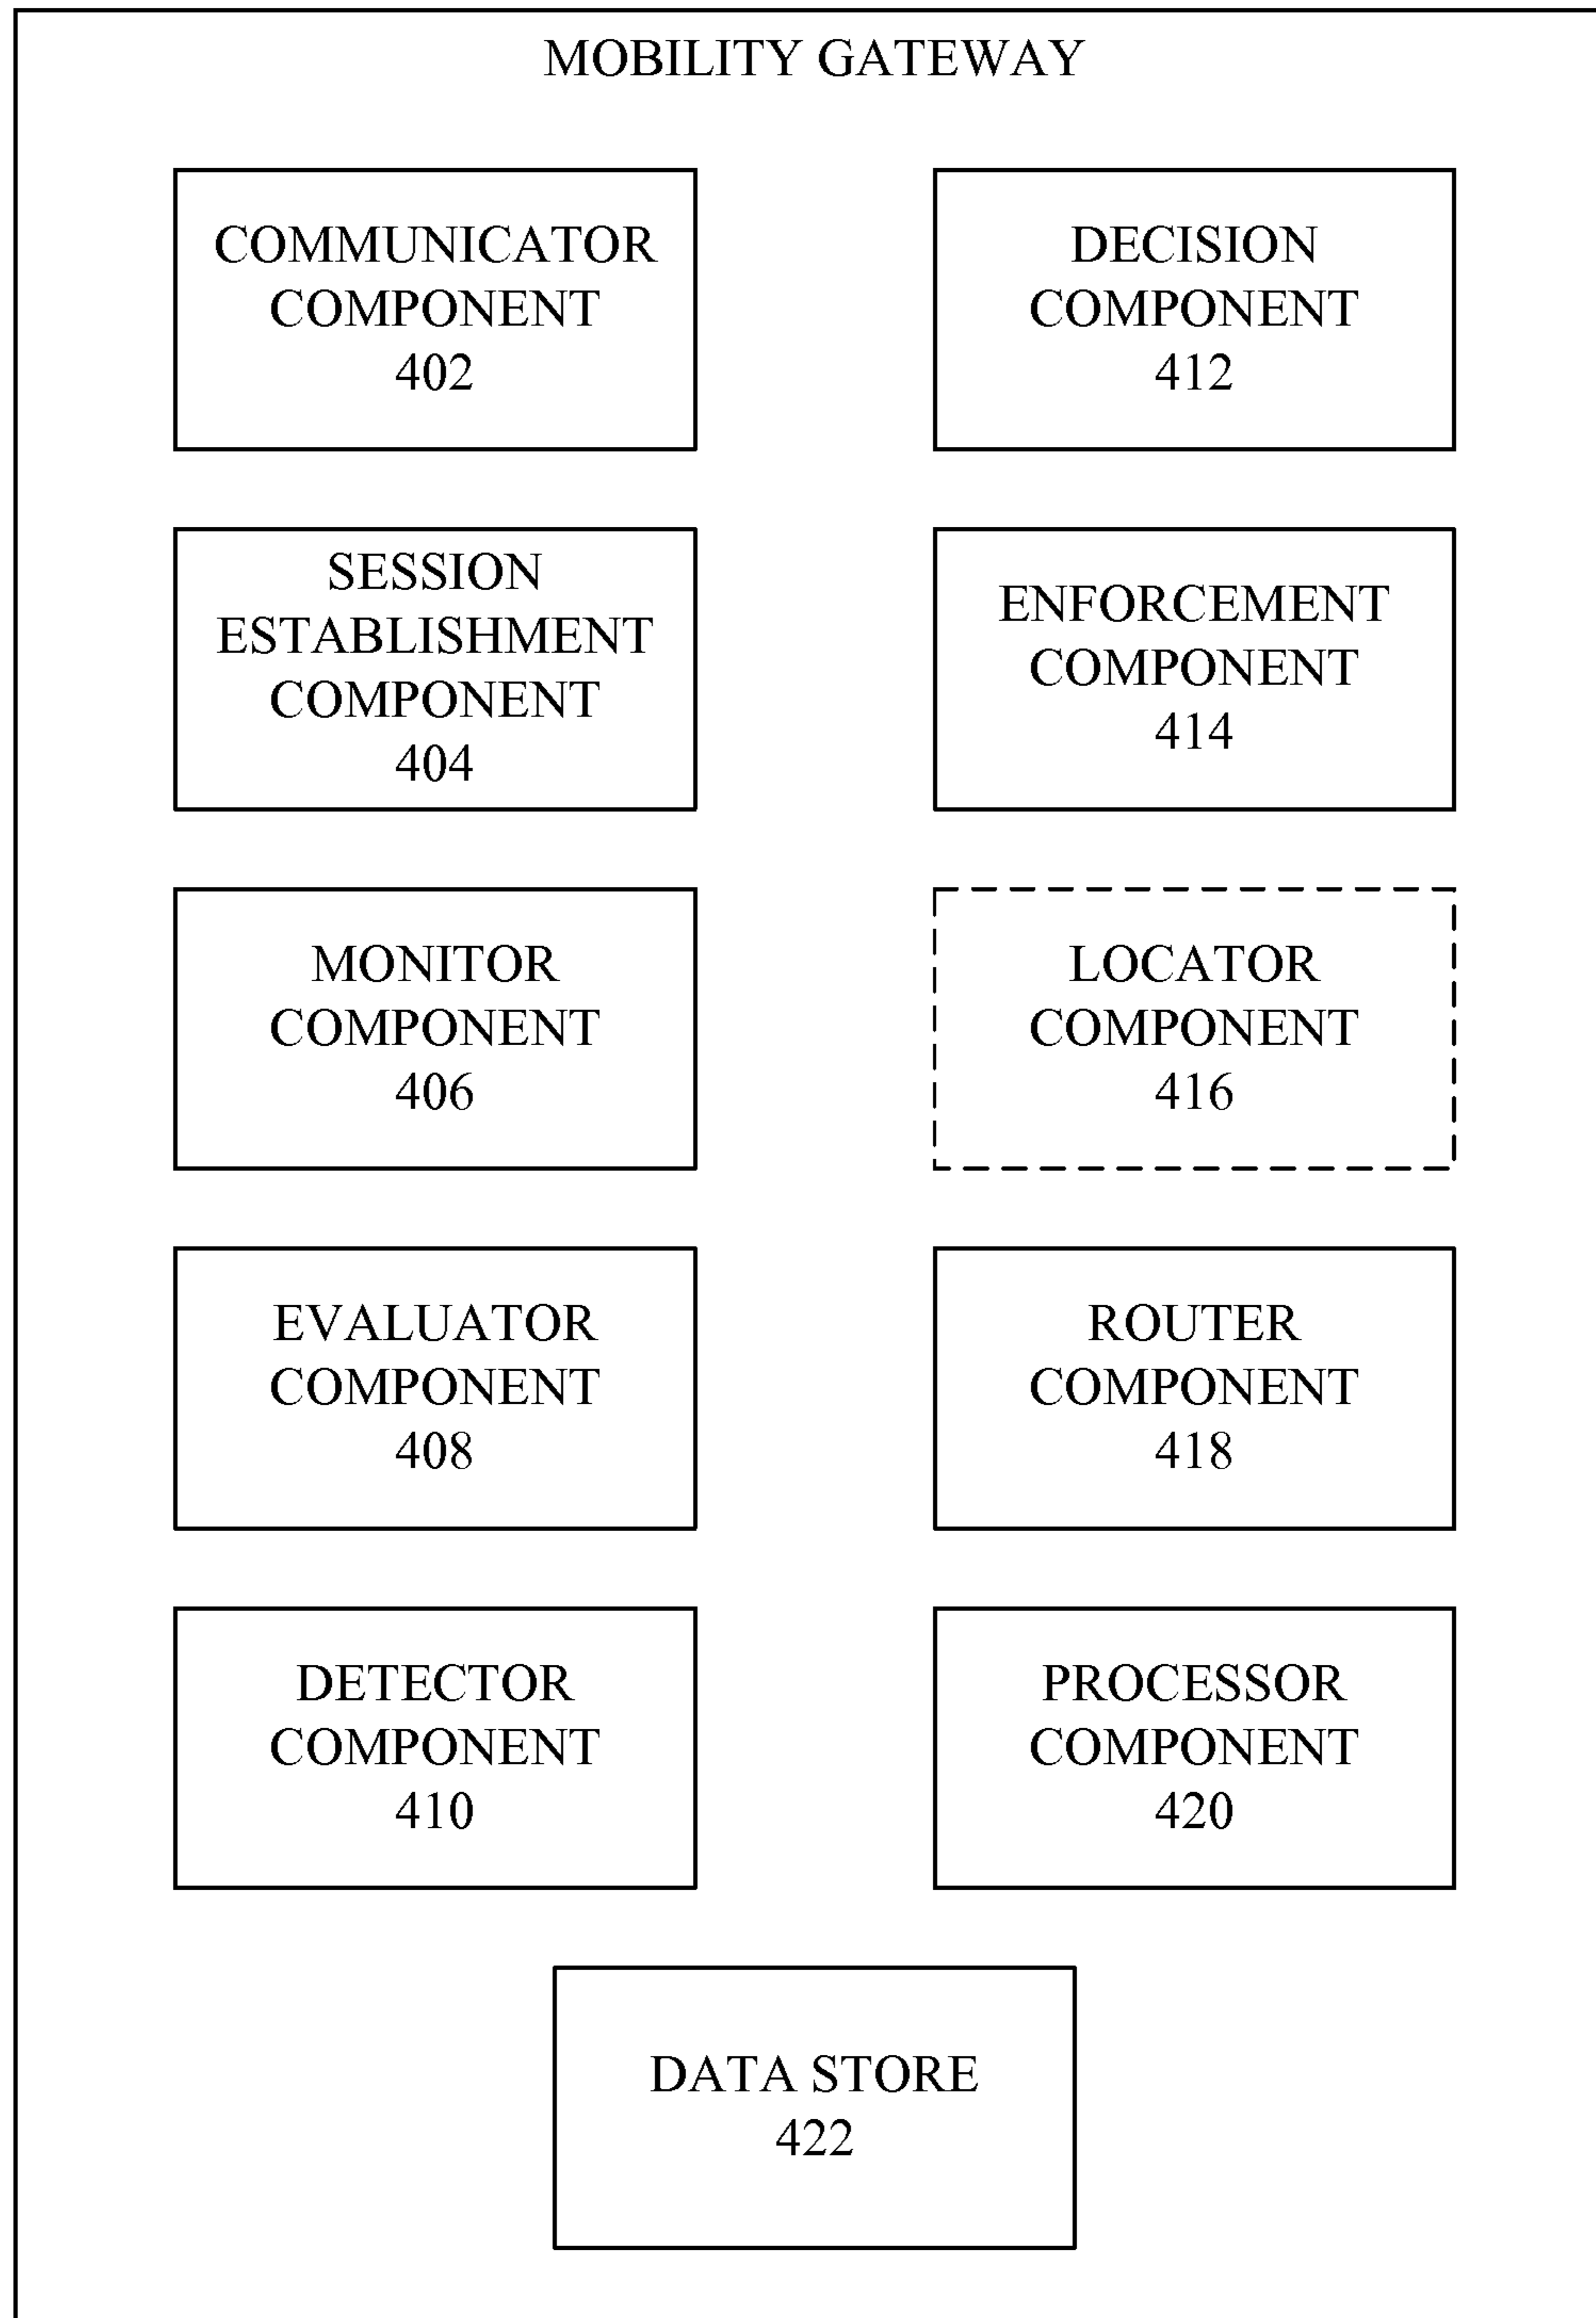 MOBILITY GATEWAY
COMMUNICATOR
COMPONENT
402
DECISION
COMPONENT
412
SESSION
ESTABLISHMENT
COMPONENT
404
ENFORCEMENT
COMPONENT
414
MONITOR
COMPONENT
406
LOCATOR
COMPONENT
416
EVALUATOR
COMPONENT
408
ROUTER
COMPONENT
418
DETECTOR
COMPONENT
410
PROCESSOR
COMPONENT
420
DATA STORE
422